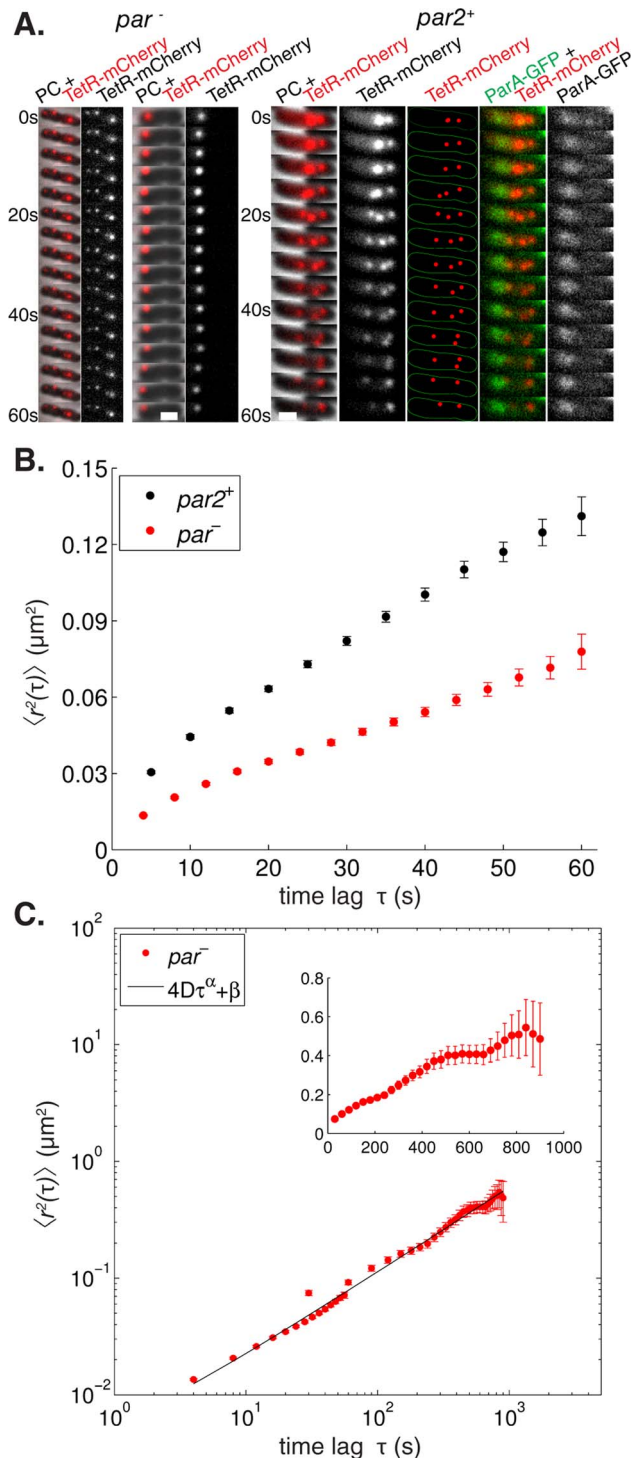 A.
par - par2+
PC + TetR-mCherry TetR-mCherry PC + TetR-mCherry TetR-mCherry PC + TetR-mCherry TetR-mCherry TetR-mCherry ParA-GFP + TetR-mCherry ParA-GFP
0s 0s
20s 20s
40s 40s
60s 60s
B.
par2+
par−
⟨r²(τ)⟩ (μm²)
0.15
0.12
0.09
0.06
0.03
0
0 10 20 30 40 50 60
time lag τ (s)
C.
par−
4Dτ^α+β
⟨r²(τ)⟩ (μm²)
10²
10¹
10⁰
10⁻¹
10⁻²
0.8
0.6
0.4
0.2
0
0 200 400 600 800 1000
10⁰ 10¹ 10² 10³
time lag τ (s)